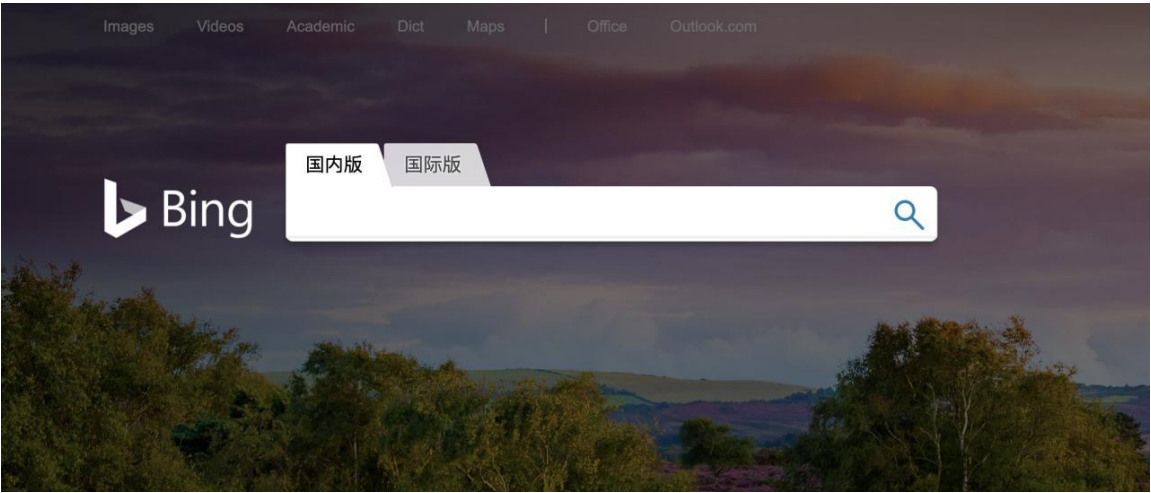 Images Videos Academic Dict Maps | Office Outlook.com
国内版 国际版
Bing